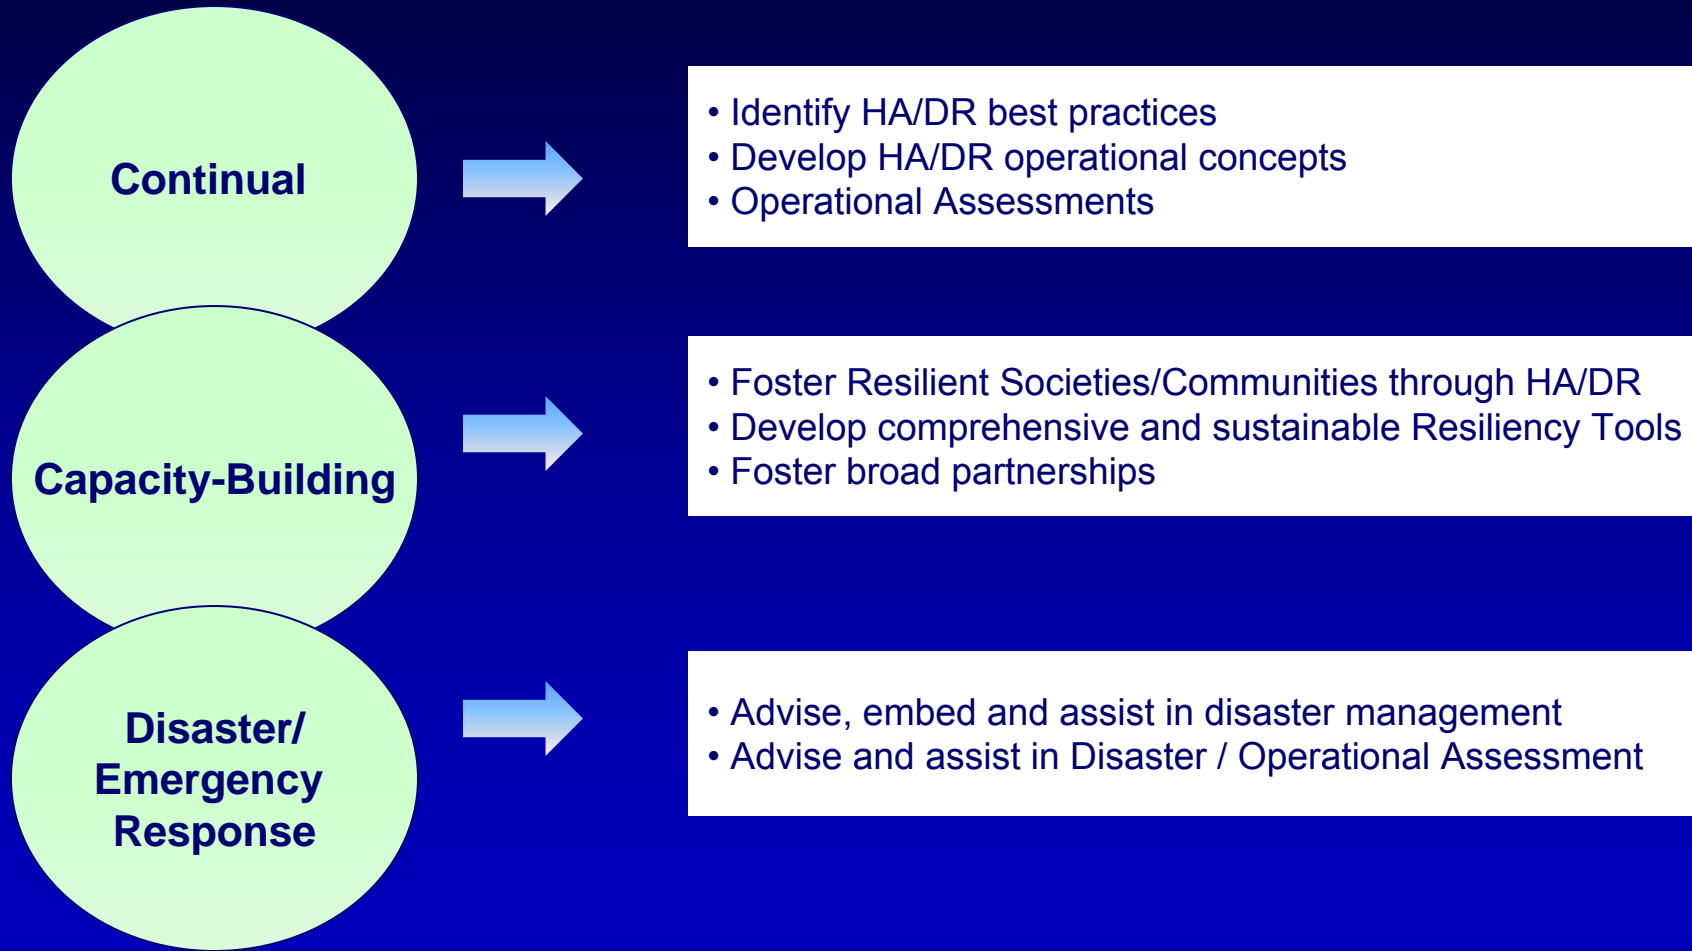 Continual
• Identify HA/DR best practices
• Develop HA/DR operational concepts
• Operational Assessments
Capacity-Building
• Foster Resilient Societies/Communities through HA/DR
• Develop comprehensive and sustainable Resiliency Tools
• Foster broad partnerships
Disaster/
Emergency
Response
• Advise, embed and assist in disaster management
• Advise and assist in Disaster / Operational Assessment